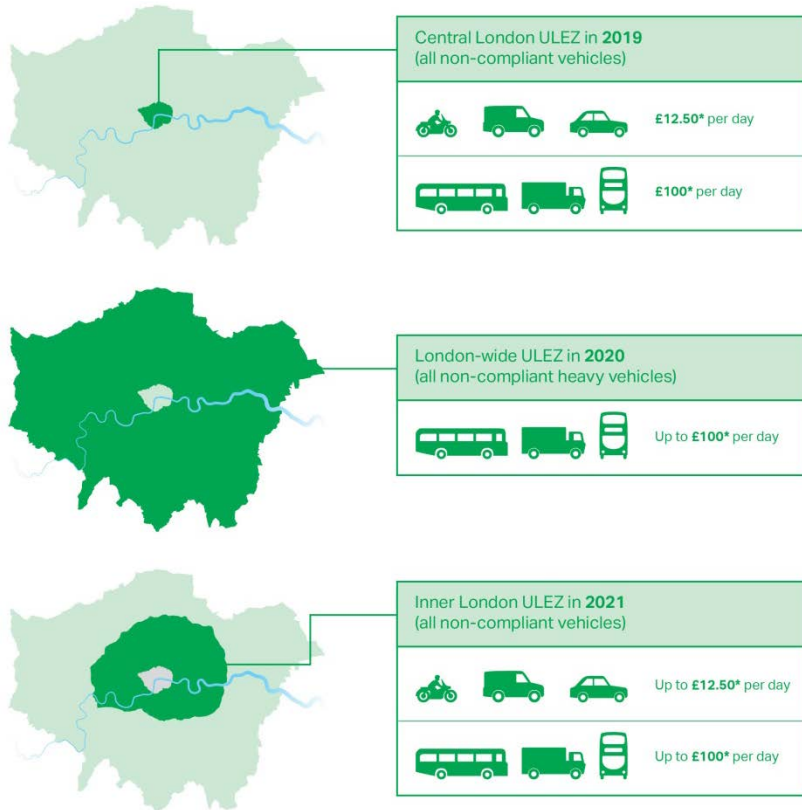 Central London ULEZ in 2019
(all non-compliant vehicles)
£12.50* per day
£100* per day
London-wide ULEZ in 2020
(all non-compliant heavy vehicles)
Up to £100* per day
Inner London ULEZ in 2021
(all non-compliant vehicles)
Up to £12.50* per day
Up to £100* per day